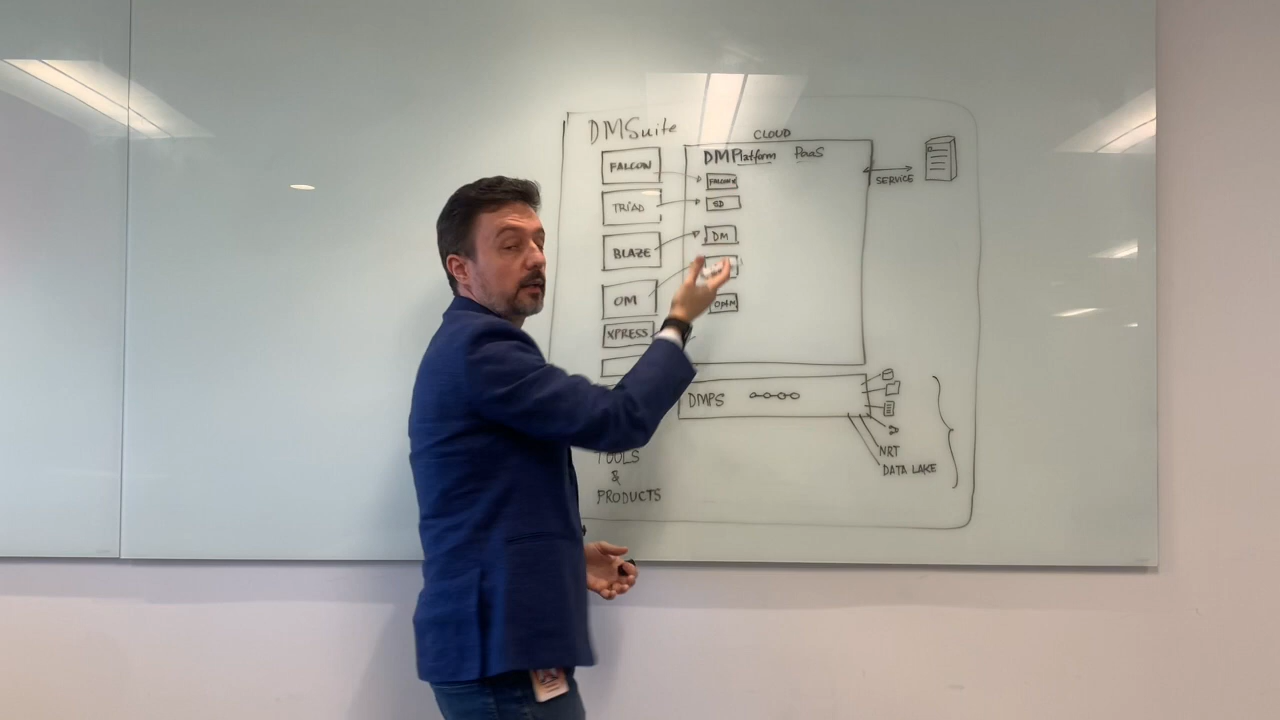 DMSuite
CLOUD
FALCON
DMPlatform PaaS
SERVICE
FALCON
TRIAD
SD
BLAZE
DM
OM
XPRESS
DMPS
NRT
DATA LAKE
TOOLS
&
PRODUCTS